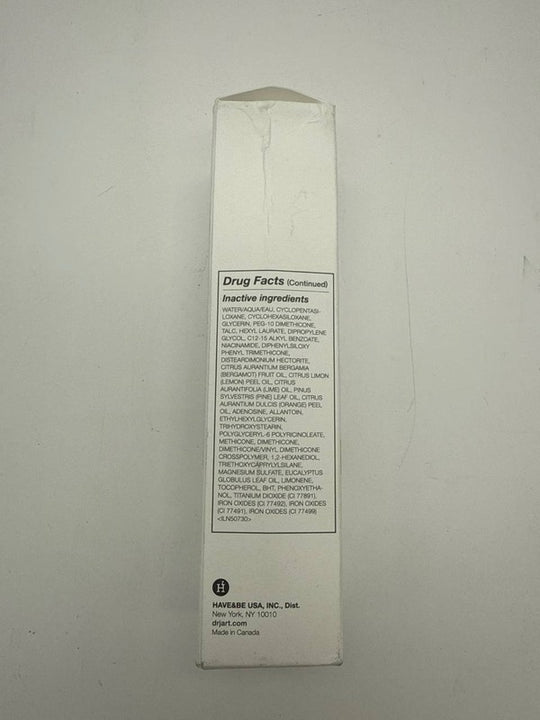 Drug Facts (Continued)
Inactive ingredients
WATER/AQUA/EAU, CYCLOPENTASI-
LOXANE, CYCLOHEXASILOXANE,
GLYCERIN, PEG-10 DIMETHICONE,
TALC, HEXYL LAURATE, DIPROPYLENE
GLYCOL, C12-15 ALKYL BENZOATE,
NIACINAMIDE, DIPHENYLSILOXY
PHENYL TRIMETHICONE,
DISTEARDIMONIUM HECTORITE,
CITRUS AURANTIUM BERGAMIA
(BERGAMOT) FRUIT OIL, CITRUS LIMON
(LEMON) PEEL OIL, CITRUS
AURANTIFOLIA (LIME) OIL, PINUS
SYLVESTRIS (PINE) LEAF OIL, CITRUS
AURANTIUM DULCIS (ORANGE) PEEL
OIL, ADENOSINE, ALLANTOIN,
ETHYLHEXYLGLYCERIN,
TRIHYDROXYSTEARIN,
POLYGLYCERYL-6 POLYRICINOLEATE,
METHICONE, DIMETHICONE,
DIMETHICONE/VINYL DIMETHICONE
CROSSPOLYMER, 1,2-HEXANEDIOL,
TRIETHOXYCAPRYLYLSILANE,
MAGNESIUM SULFATE, EUCALYPTUS
GLOBULUS LEAF OIL, LIMONENE,
TOCOPHEROL, BHT, PHENOXYETHA-
NOL, TITANIUM DIOXIDE (CI 77891),
IRON OXIDES (CI 77492), IRON OXIDES
(CI 77491), IRON OXIDES (CI 77499)
<ILN50730>
H
HAVE&BE USA, INC., Dist.
New York, NY 10010
drjart.com
Made in Canada